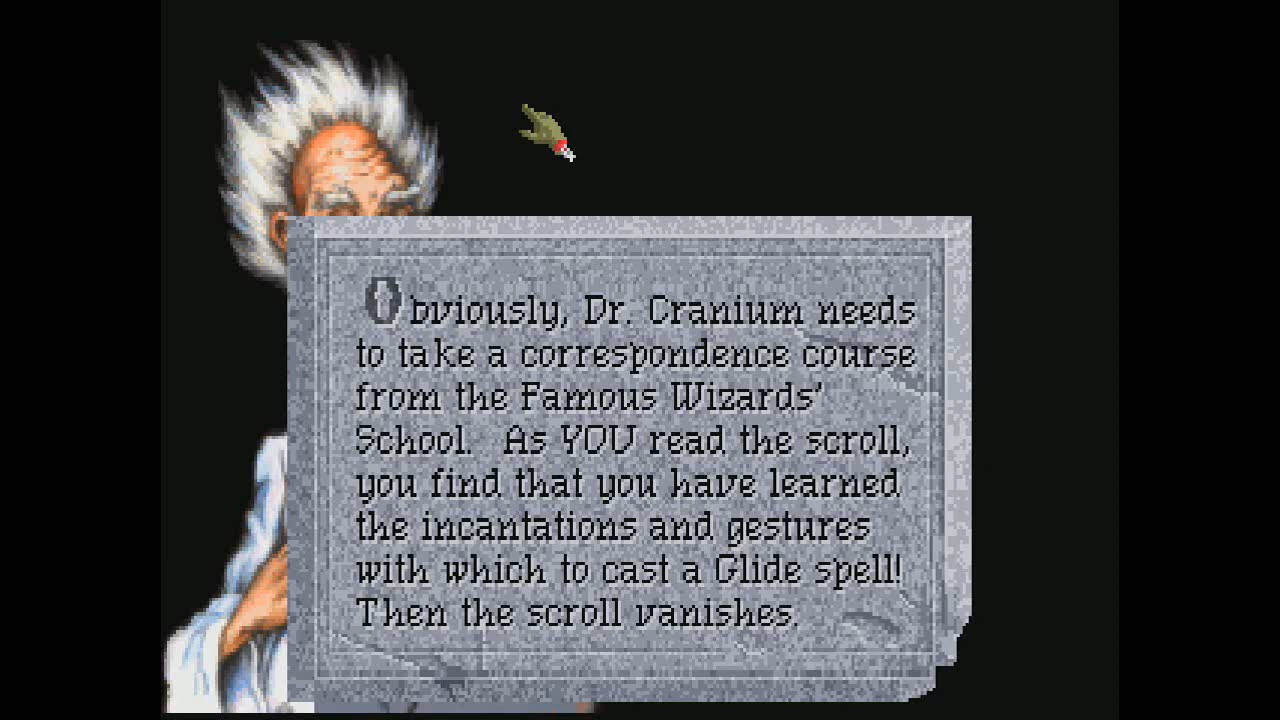 Obviously, Dr. Cranium needs
to take a correspondence course
from the Famous Wizards'
School.  As YOU read the scroll,
you find that you have learned
the incantations and gestures
with which to cast a Glide spell!
Then the scroll vanishes.